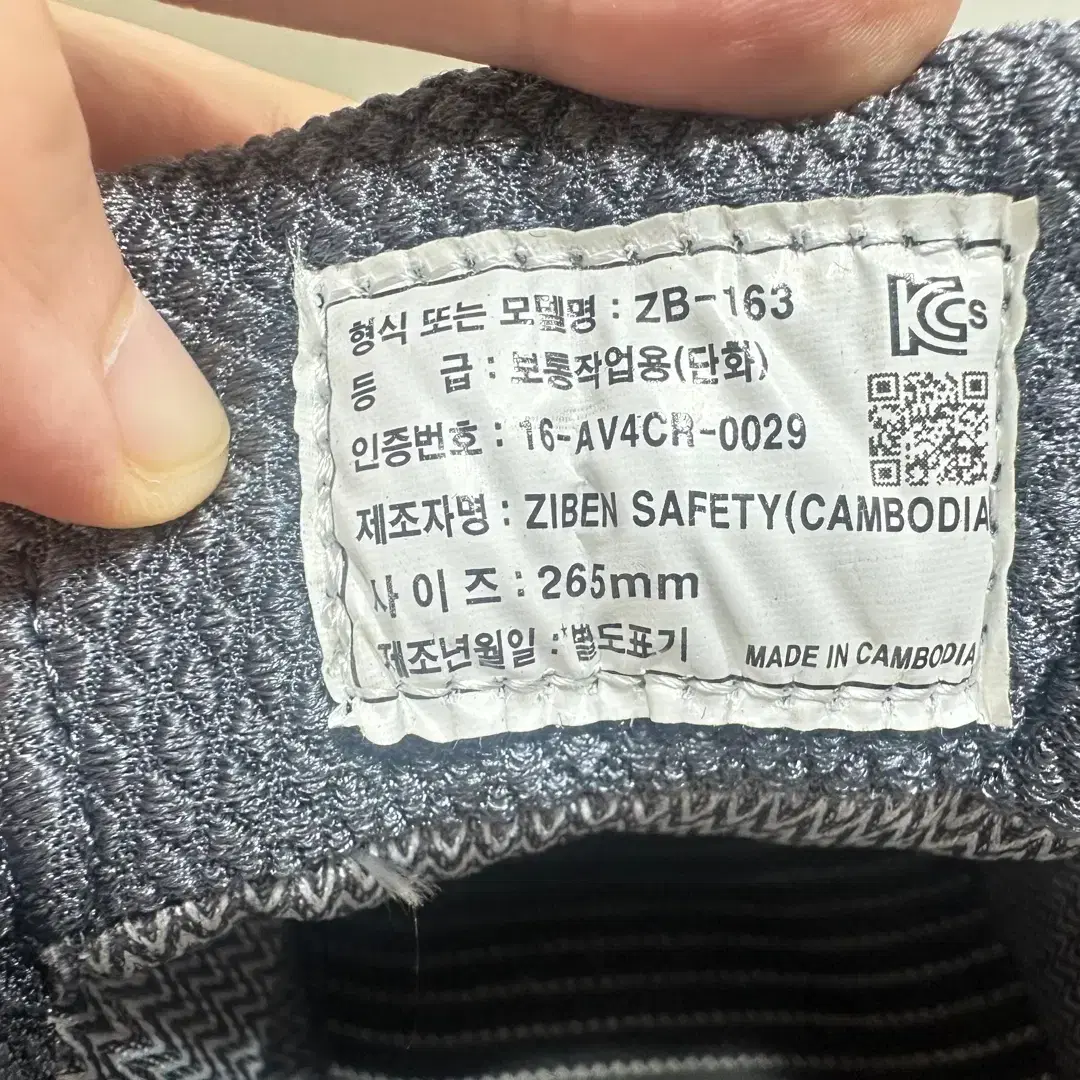 형식 또는 모델명 : ZB-163
등 급 : 보통작업용(단화)
인증번호 : 16-AV4CR-0029
제조자명 : ZIBEN SAFETY(CAMBODIA
사 이 즈 : 265mm
제조년월일 : 별도표기
MADE IN CAMBODIA
KCs